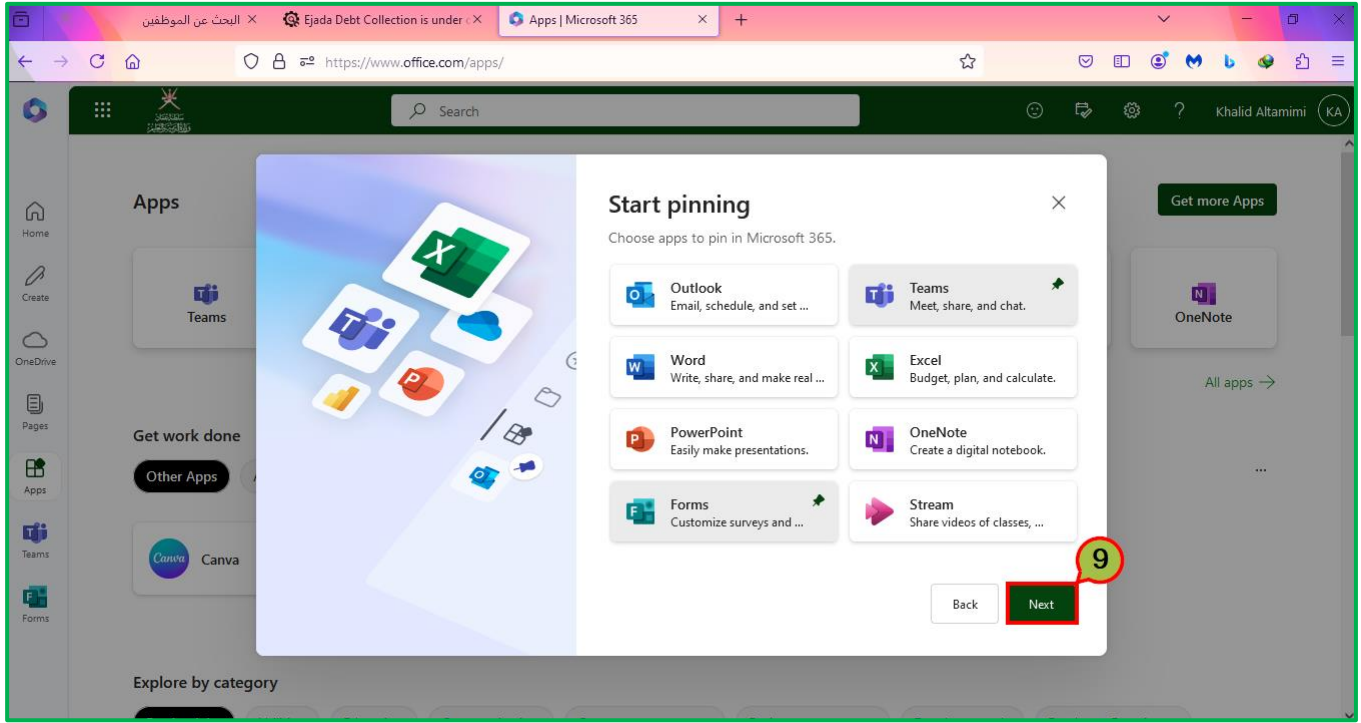 البحث عن الموظفين
Ejada Debt Collection is under c
Apps | Microsoft 365
https://www.office.com/apps/
Search
Khalid Altamimi
KA
Home
Create
OneDrive
Pages
Apps
Teams
Forms
Apps
Get more Apps
Teams
OneNote
All apps →
Get work done
Other Apps
...
Canva
Canva
Explore by category
Start pinning
Choose apps to pin in Microsoft 365.
Outlook
Email, schedule, and set ...
Teams
Meet, share, and chat.
Word
Write, share, and make real ...
Excel
Budget, plan, and calculate.
PowerPoint
Easily make presentations.
OneNote
Create a digital notebook.
Forms
Customize surveys and ...
Stream
Share videos of classes, ...
9
Back
Next